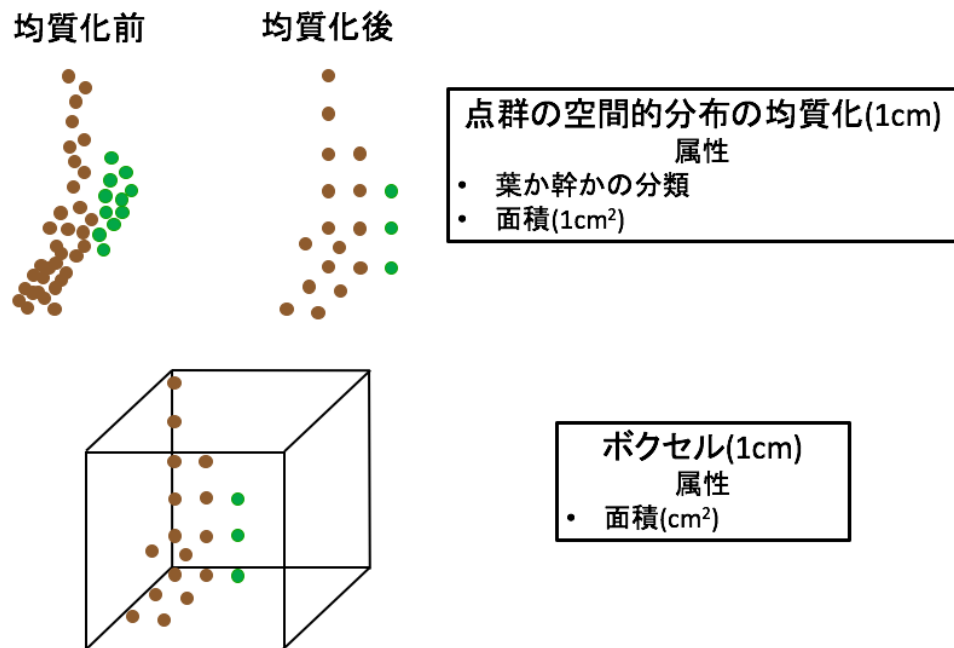 均質化前
均質化後
点群の空間的分布の均質化(1cm)
属性
• 葉か幹かの分類
• 面積(1cm²)
ボクセル(1cm)
属性
• 面積(cm²)